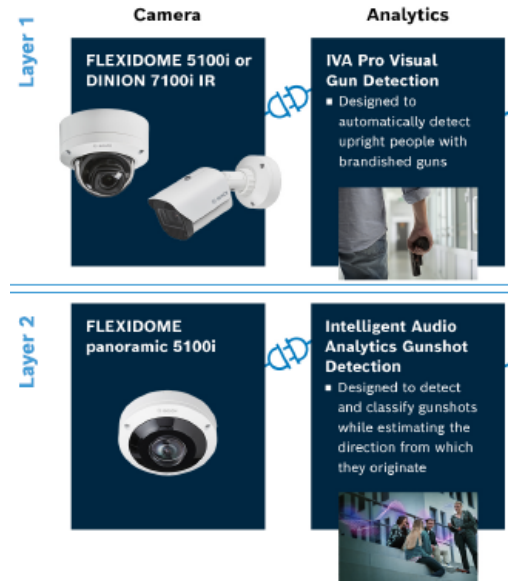 Camera
Analytics
Layer 1
FLEXIDOME 5100i or
DINION 7100i IR
IVA Pro Visual
Gun Detection
▪ Designed to
automatically detect
upright people with
brandished guns
Layer 2
FLEXIDOME
panoramic 5100i
Intelligent Audio
Analytics Gunshot
Detection
▪ Designed to detect
and classify gunshots
while estimating the
direction from which
they originate